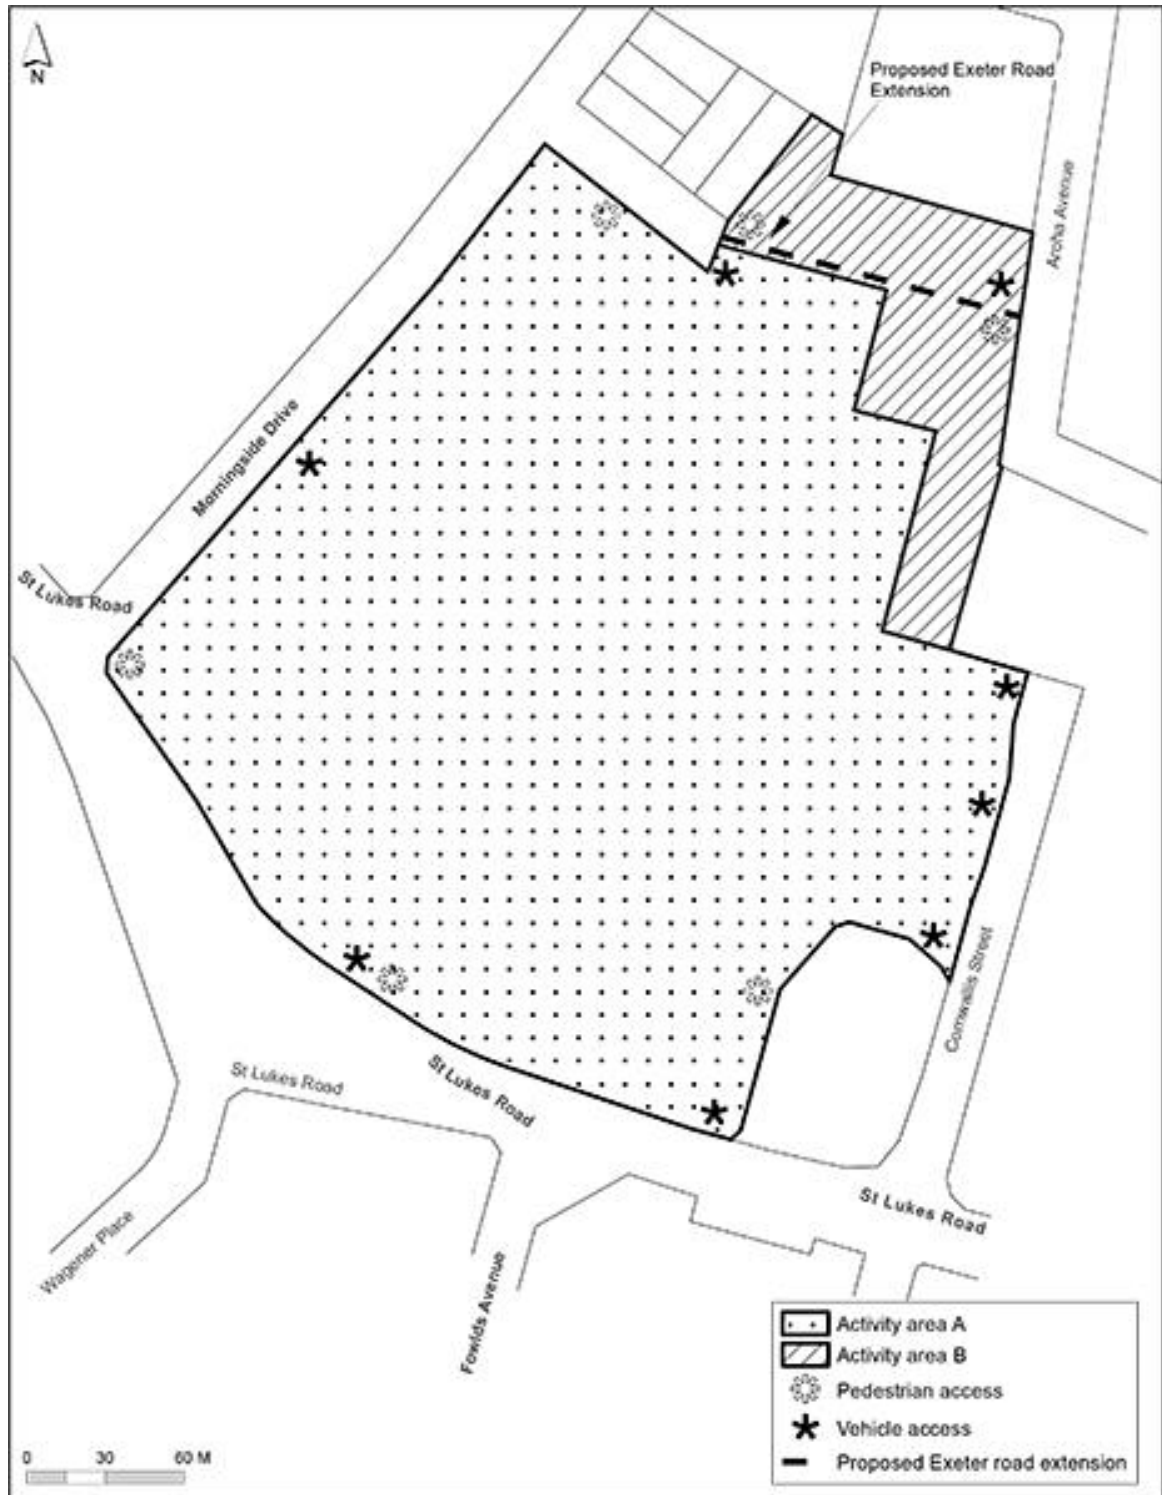 N
Proposed Exeter Road
Extension
Aroha Avenue
Morningside Drive
St Lukes Road
Cornwallis Street
St Lukes Road
St Lukes Road
St Lukes Road
Wagener Place
Fowlds Avenue
Activity area A
Activity area B
Pedestrian access
Vehicle access
Proposed Exeter road extension
0 30 60 M